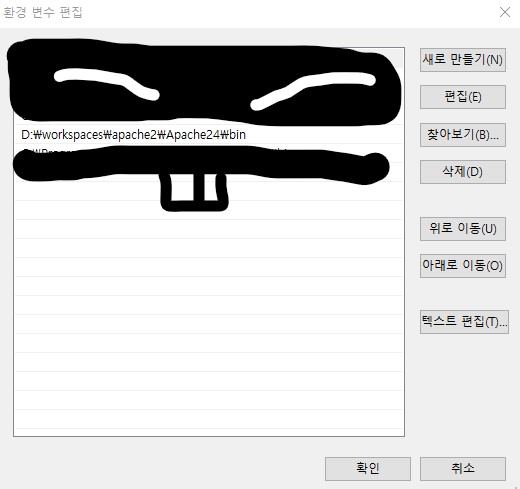 환경 변수 편집
새로 만들기(N)
편집(E)
D:₩workspaces₩apache2₩Apache24₩bin
찾아보기(B)...
삭제(D)
위로 이동(U)
아래로 이동(O)
텍스트 편집(T)...
확인
취소